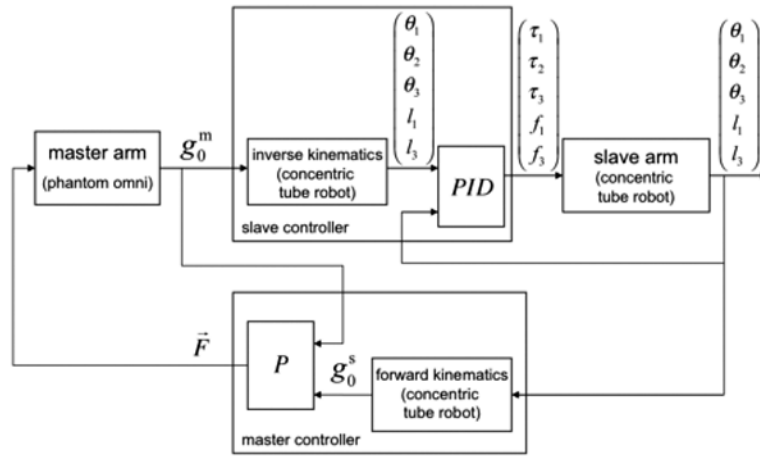 θ₁
θ₂
θ₃
l₁
l₃
τ₁
τ₂
τ₃
f₁
f₃
θ₁
θ₂
θ₃
l₁
l₃
master arm
(phantom omni)
g₀ᵐ
inverse kinematics
(concentric
tube robot)
PID
slave controller
slave arm
(concentric
tube robot)
F⃗
P
g₀ˢ
forward kinematics
(concentric
tube robot)
master controller